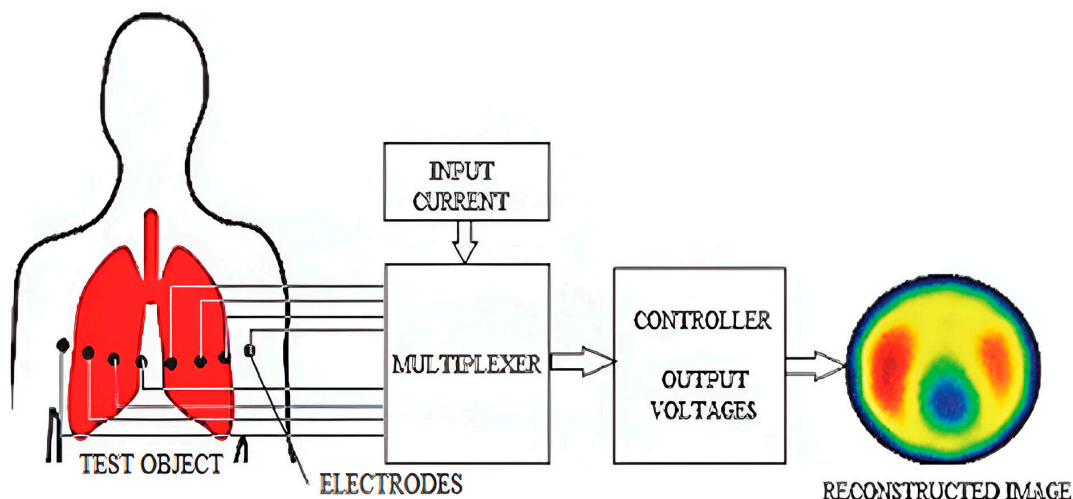 INPUT
CURRENT
MULTIPLEXER
CONTROLLER
OUTPUT
VOLTAGES
TEST OBJECT
ELECTRODES
RECONSTRUCTED IMAGE